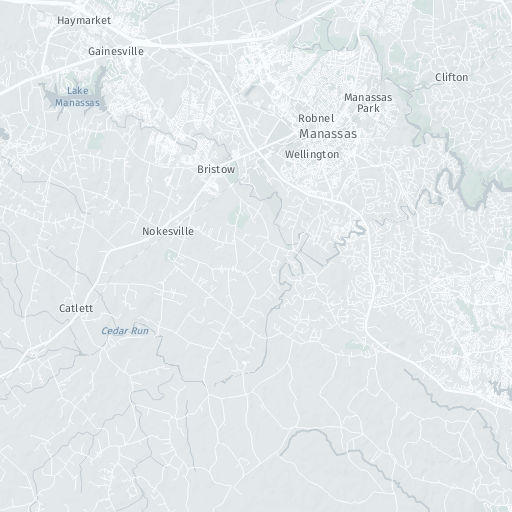 Haymarket
Gainesville
Clifton
Lake
Manassas
Manassas
Park
Robnel
Manassas
Wellington
Bristow
Nokesville
Catlett
Cedar Run